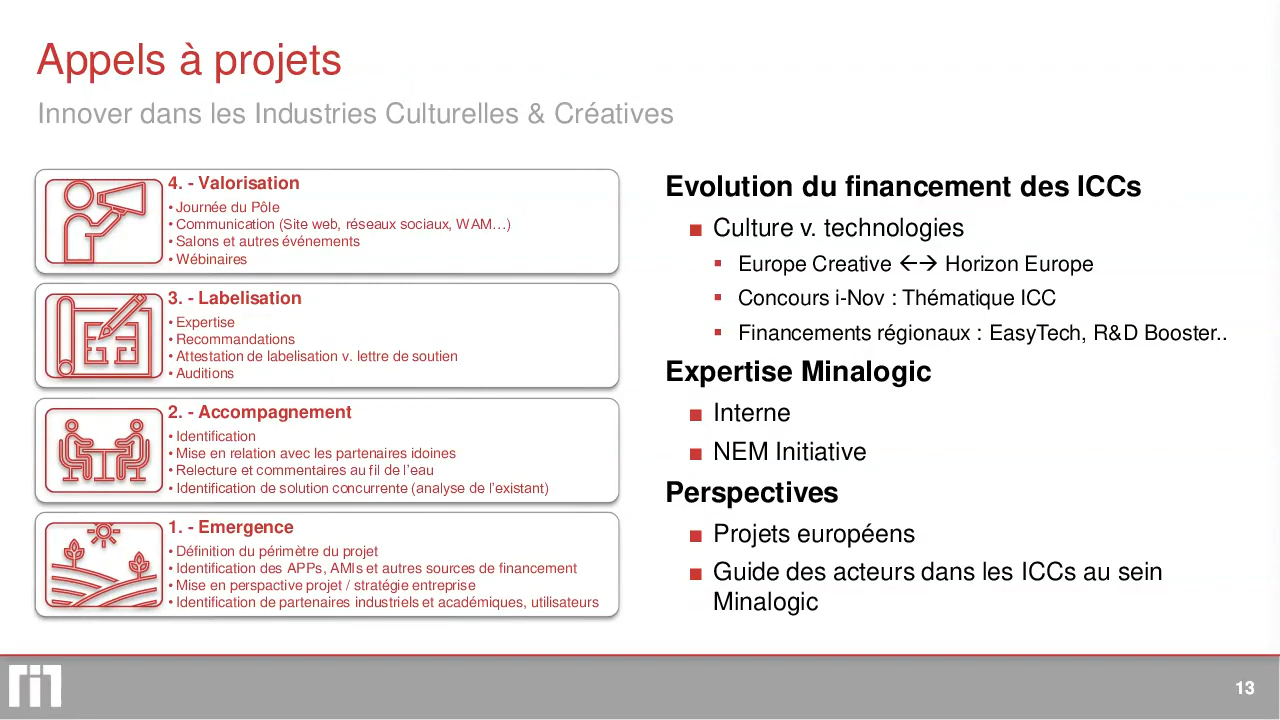 Appels à projets
Innover dans les Industries Culturelles & Créatives
4. - Valorisation
• Journée du Pôle
• Communication (Site web, réseaux sociaux, WAM…)
• Salons et autres événements
• Wébinaires
3. - Labelisation
• Expertise
• Recommandations
• Attestation de labelisation v. lettre de soutien
• Auditions
2. - Accompagnement
• Identification
• Mise en relation avec les partenaires idoines
• Relecture et commentaires au fil de l'eau
• Identification de solution concurrente (analyse de l'existant)
1. - Emergence
• Définition du périmètre du projet
• Identification des APPs, AMIs et autres sources de financement
• Mise en perspactive projet / stratégie entreprise
• Identification de partenaires industriels et académiques, utilisateurs
Evolution du financement des ICCs
■ Culture v. technologies
▪ Europe Creative ←→ Horizon Europe
▪ Concours i-Nov : Thématique ICC
▪ Financements régionaux : EasyTech, R&D Booster..
Expertise Minalogic
■ Interne
■ NEM Initiative
Perspectives
■ Projets européens
■ Guide des acteurs dans les ICCs au sein
Minalogic
13